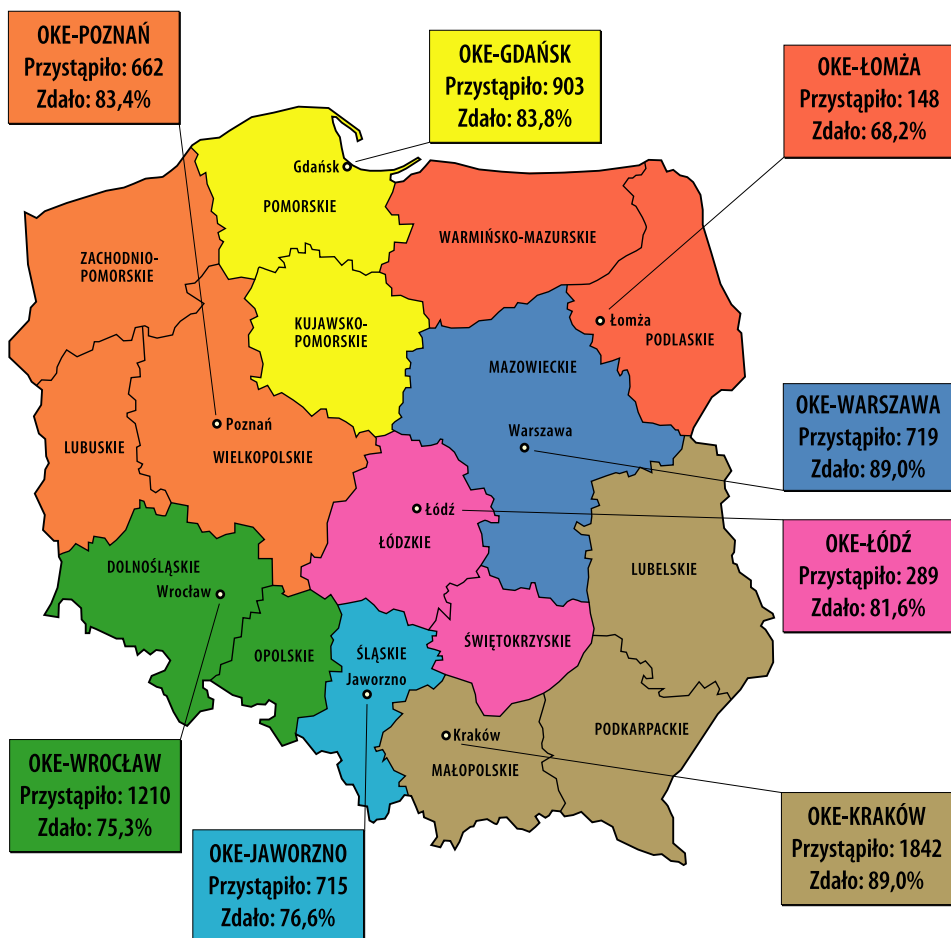 OKE-POZNAŃ
Przystąpiło: 662
Zdało: 83,4%
OKE-GDAŃSK
Przystąpiło: 903
Zdało: 83,8%
OKE-ŁOMŻA
Przystąpiło: 148
Zdało: 68,2%
Gdańsk
POMORSKIE
WARMIŃSKO-MAZURSKIE
ZACHODNIO-
POMORSKIE
KUJAWSKO-
POMORSKIE
Łomża
PODLASKIE
MAZOWIECKIE
Warszawa
Poznań
LUBUSKIE
WIELKOPOLSKIE
OKE-WARSZAWA
Przystąpiło: 719
Zdało: 89,0%
Łódź
ŁÓDZKIE
OKE-ŁÓDŹ
Przystąpiło: 289
Zdało: 81,6%
DOLNOŚLĄSKIE
Wrocław
LUBELSKIE
OPOLSKIE
ŚLĄSKIE
Jaworzno
ŚWIĘTOKRZYSKIE
Kraków
MAŁOPOLSKIE
PODKARPACKIE
OKE-WROCŁAW
Przystąpiło: 1210
Zdało: 75,3%
OKE-JAWORZNO
Przystąpiło: 715
Zdało: 76,6%
OKE-KRAKÓW
Przystąpiło: 1842
Zdało: 89,0%